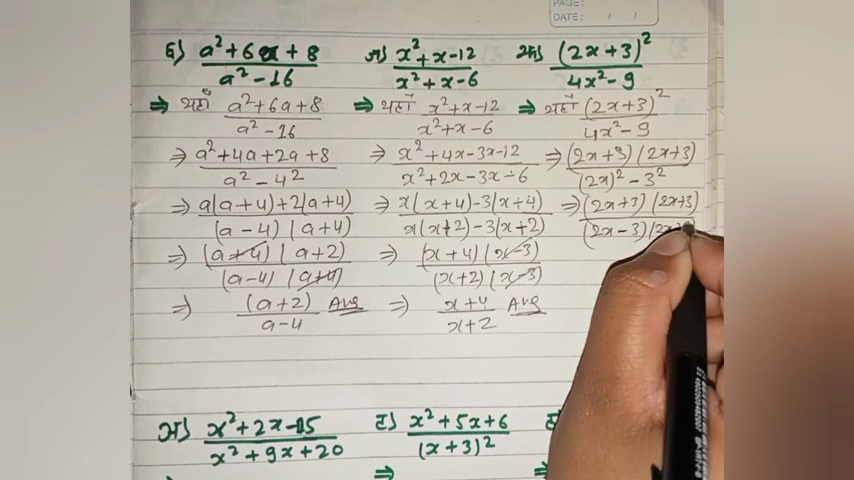 PAGE:
DATE: / /
ङ) a²+6a+8 / a²-16
ज) x²+x-12 / x²+x-6
झ) (2x+3)² / 4x²-9
⇒ यहाँ a²+6a+8 / a²-16
⇒ यहाँ x²+x-12 / x²+x-6
⇒ यहाँ (2x+3)² / 4x²-9
⇒ a²+4a+2a+8 / a²-4²
⇒ x²+4x-3x-12 / x²+2x-3x-6
⇒ (2x+3)(2x+3) / (2x)²-3²
⇒ a(a+4)+2(a+4) / (a-4)(a+4)
⇒ x(x+4)-3(x+4) / x(x+2)-3(x+2)
⇒ (2x+3)(2x+3) / (2x-3)(2x
⇒ (a+4)(a+2) / (a-4)(a+4)
⇒ (x+4)(x-3) / (x+2)(x-3)
⇒ (a+2) / a-4 Ans
⇒ x+4 / x+2 Ans
ञ) x²+2x-15 / x²+9x+20
ट) x²+5x+6 / (x+3)²
⇒
⇒